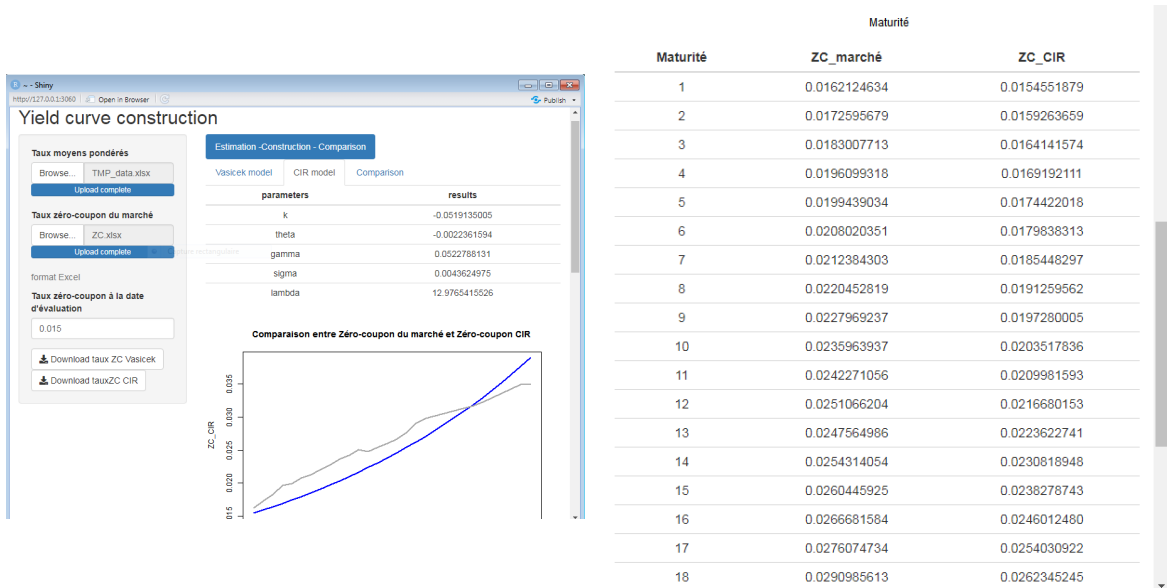 ~ - Shiny
http://127.0.0.1:3060 Open in Browser Publish
Yield curve construction
Taux moyens pondérés
Browse... TMP_data.xlsx
Upload complete
Taux zéro-coupon du marché
Browse... ZC.xlsx
Upload complete
format Excel
Taux zéro-coupon à la date
d'évaluation
0.015
Download taux ZC Vasicek
Download tauxZC CIR
Estimation -Construction - Comparison
Vasicek model CIR model Comparison
parameters results
k -0.0519135005
theta -0.0022361594
gamma 0.0522788131
sigma 0.0043624975
lambda 12.9765415526
Comparaison entre Zéro-coupon du marché et Zéro-coupon CIR
ZC_CIR
0.035
0.030
0.025
0.020
015
Maturité
Maturité ZC_marché ZC_CIR
1 0.0162124634 0.0154551879
2 0.0172595679 0.0159263659
3 0.0183007713 0.0164141574
4 0.0196099318 0.0169192111
5 0.0199439034 0.0174422018
6 0.0208020351 0.0179838313
7 0.0212384303 0.0185448297
8 0.0220452819 0.0191259562
9 0.0227969237 0.0197280005
10 0.0235963937 0.0203517836
11 0.0242271056 0.0209981593
12 0.0251066204 0.0216680153
13 0.0247564986 0.0223622741
14 0.0254314054 0.0230818948
15 0.0260445925 0.0238278743
16 0.0266681584 0.0246012480
17 0.0276074734 0.0254030922
18 0.0290985613 0.0262345245